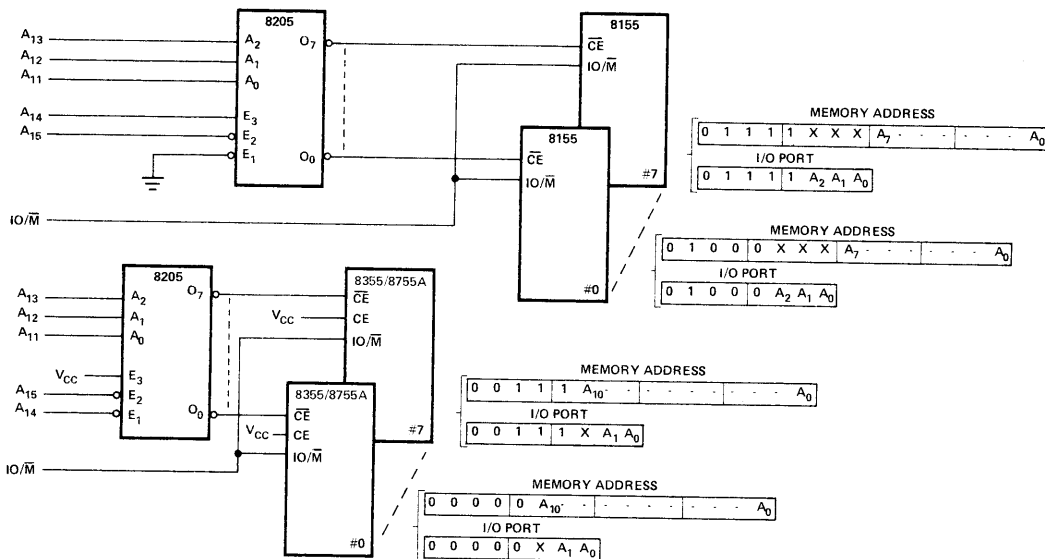 8205
A13
A12
A11
A14
A15
A2
A1
A0
E3
E2
E1
O7
O0
IO/M̅
8155
C̅E̅
IO/M̅
#7
8155
C̅E̅
IO/M̅
#0
MEMORY ADDRESS
0 1 1 1 1 X X X A7 - - - - - - A0
I/O PORT
0 1 1 1 1 A2 A1 A0
MEMORY ADDRESS
0 1 0 0 0 X X X A7 - - - - - - A0
I/O PORT
0 1 0 0 0 A2 A1 A0
8205
A13
A12
A11
VCC
A15
A14
A2
A1
A0
E3
E2
E1
O7
O0
IO/M̅
8355/8755A
C̅E̅
VCC
CE
IO/M̅
#7
8355/8755A
C̅E̅
VCC
CE
IO/M̅
#0
MEMORY ADDRESS
0 0 1 1 1 A10 - - - - - - - - - A0
I/O PORT
0 0 1 1 1 X A1 A0
MEMORY ADDRESS
0 0 0 0 0 A10 - - - - - - - - - A0
I/O PORT
0 0 0 0 0 X A1 A0